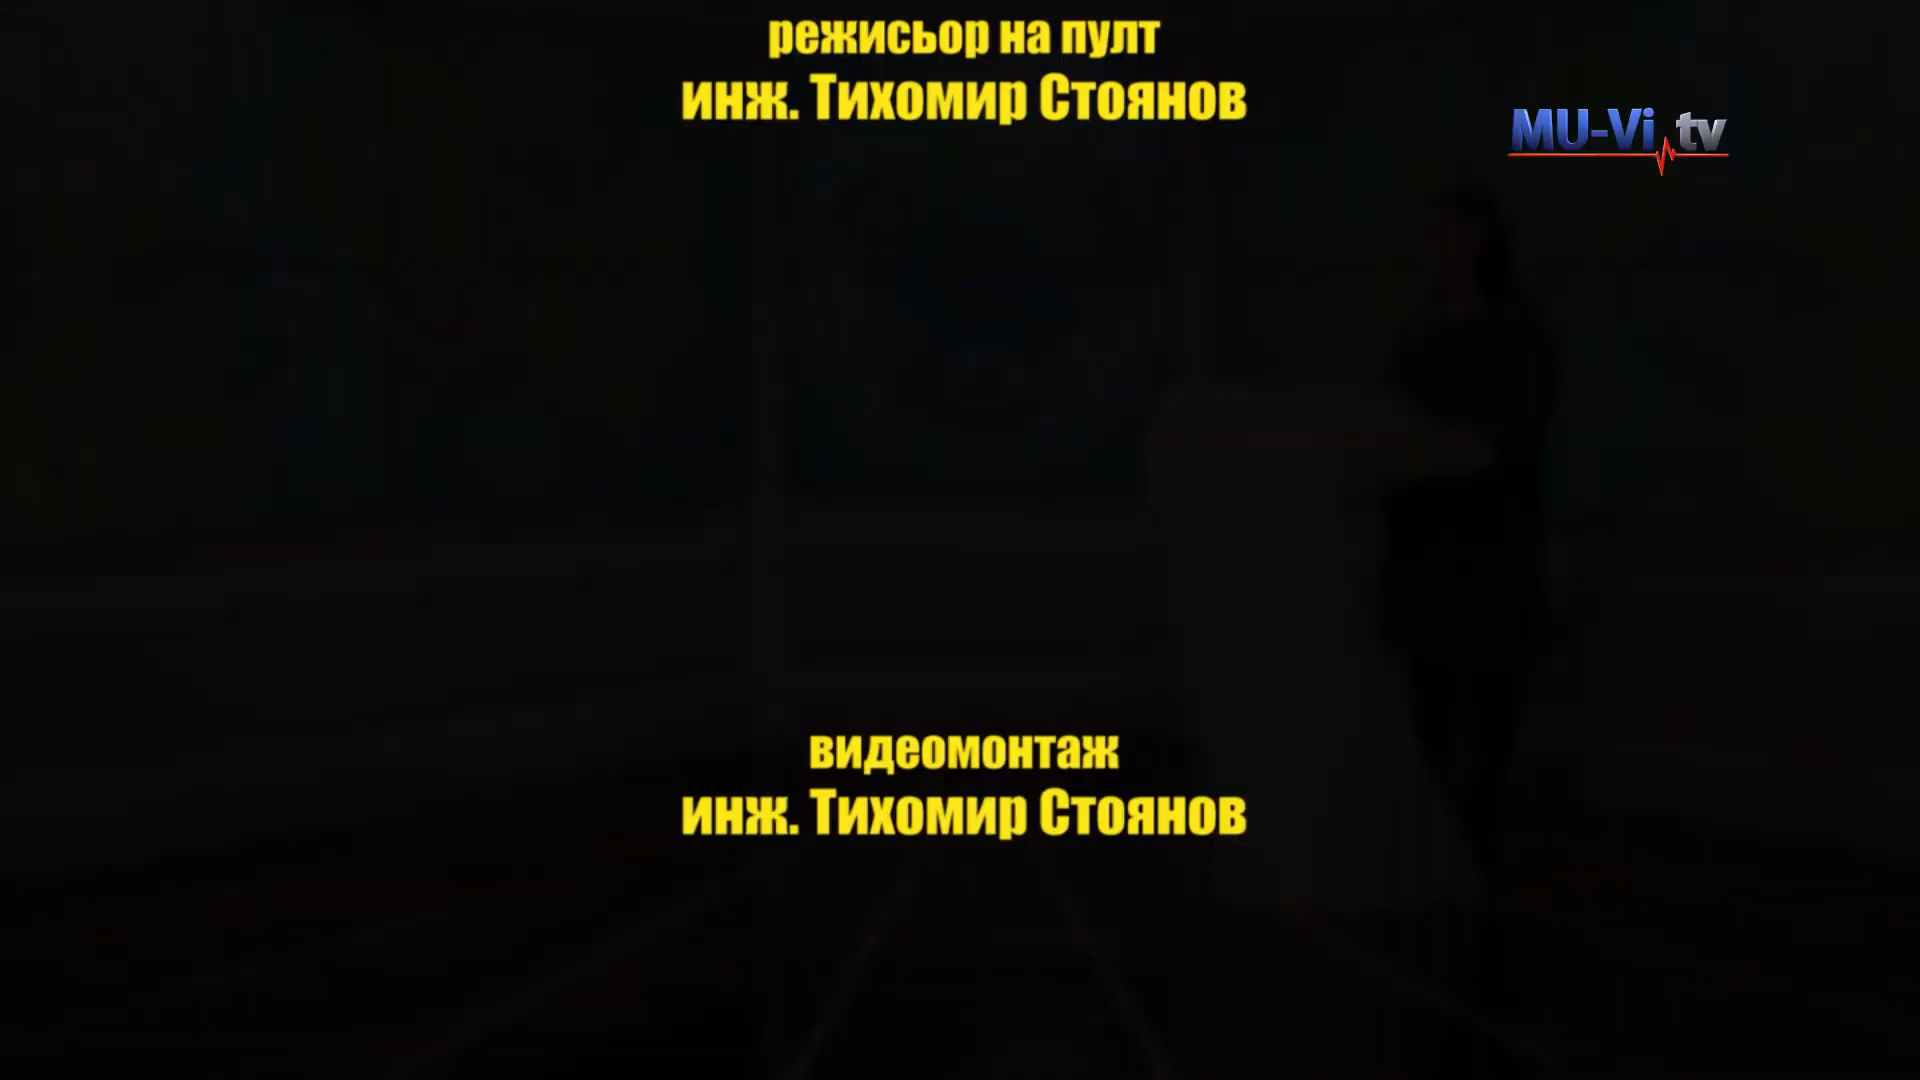 режисьор на пулт
инж. Тихомир Стоянов
MU-Vi.tv
видеомонтаж
инж. Тихомир Стоянов